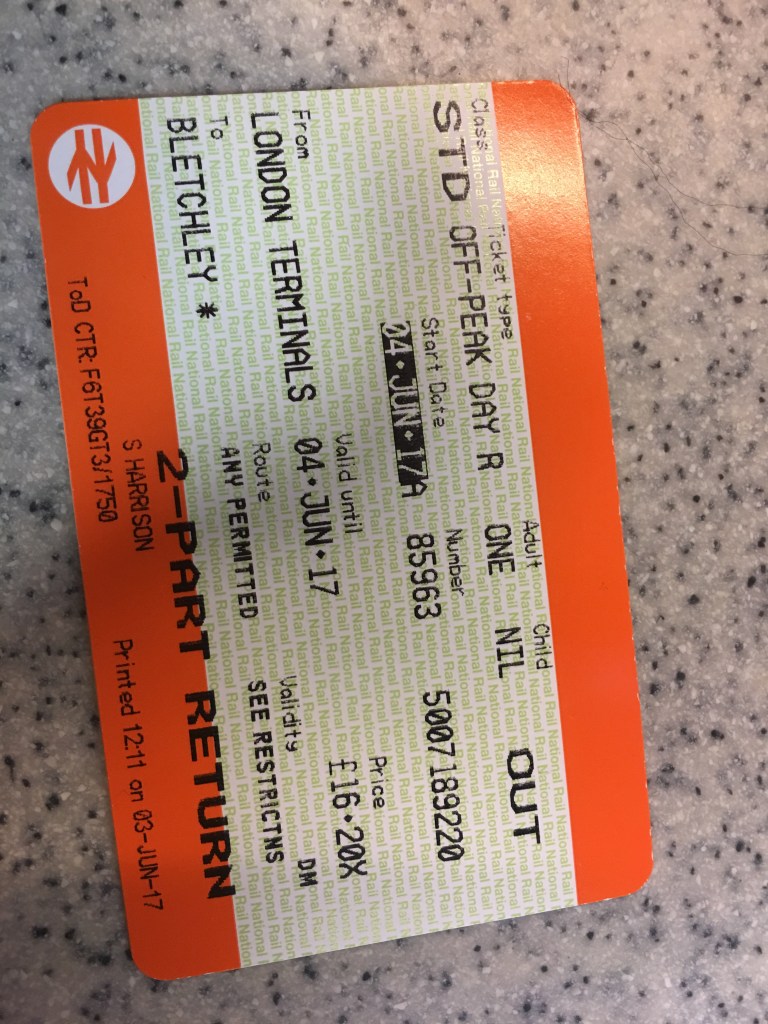 Class Ticket type Adult Child
STD OFF-PEAK DAY R ONE NIL OUT
Start Date Number
04·JUN·17A 85963 5007189220
From Valid until Price
LONDON TERMINALS 04·JUN·17 £16·20X
To Route Validity DM
BLETCHLEY * ANY PERMITTED SEE RESTRICTNS
2-PART RETURN
S HARRISON
ToD CTR:F6T39GT3/1750 Printed 12:11 on 03-JUN-17